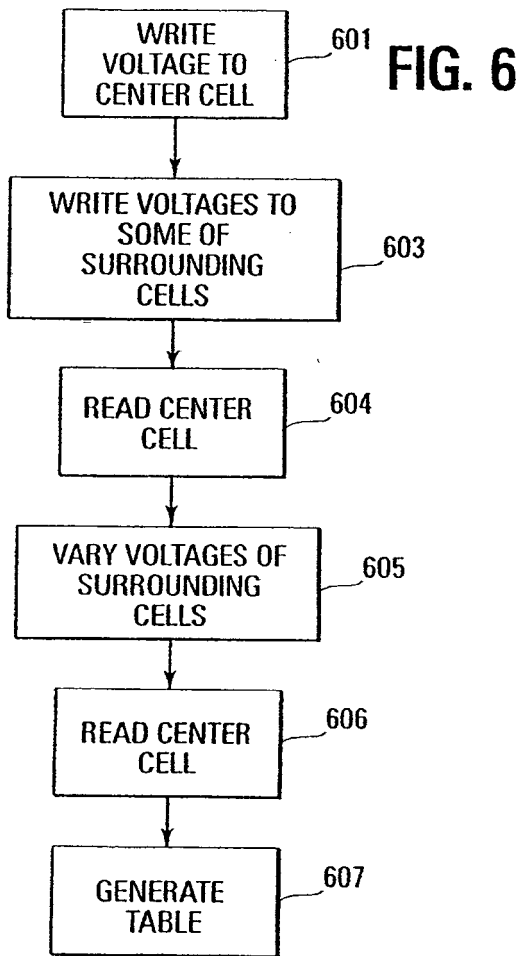 WRITE
VOLTAGE TO
CENTER CELL
601
FIG. 6
WRITE VOLTAGES TO
SOME OF
SURROUNDING
CELLS
603
READ CENTER
CELL
604
VARY VOLTAGES OF
SURROUNDING
CELLS
605
READ CENTER
CELL
606
GENERATE
TABLE
607